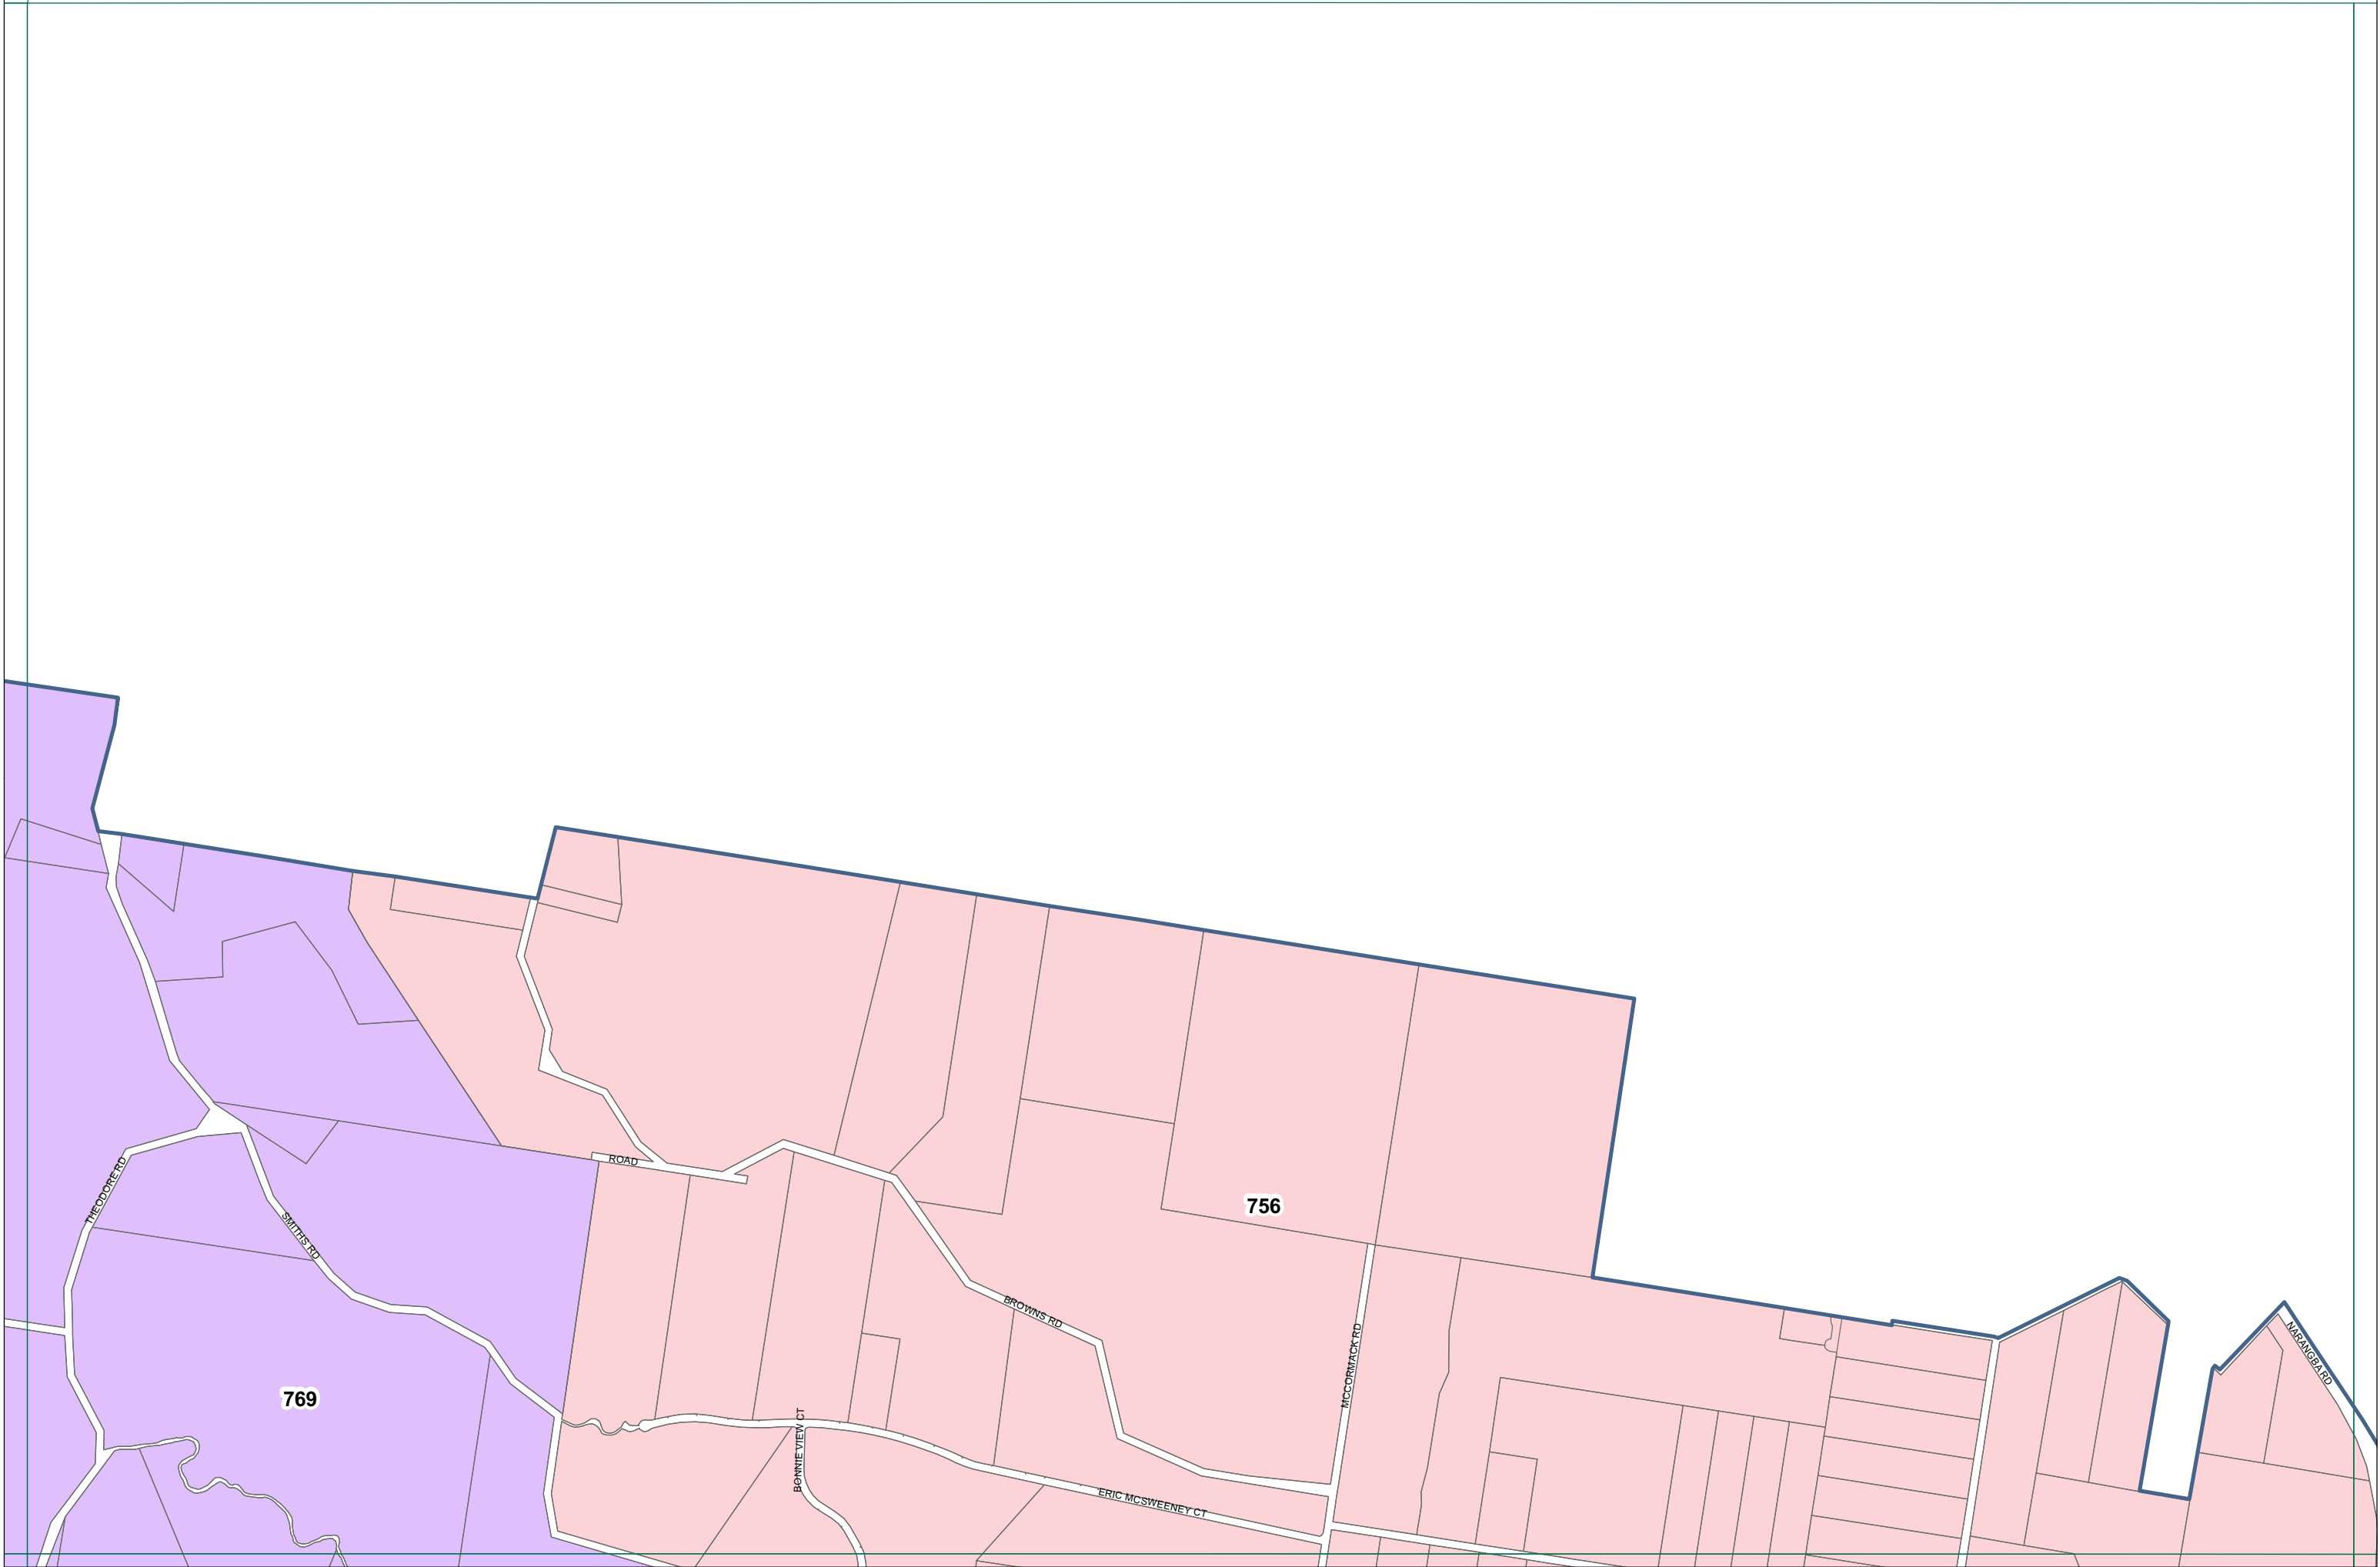 ROAD
THEODORE RD
756
SMITHS RD
BROWNS RD
MCCORMACK RD
NARANGBA RD
769
BONNIE VIEW CT
ERIC MCSWEENEY CT